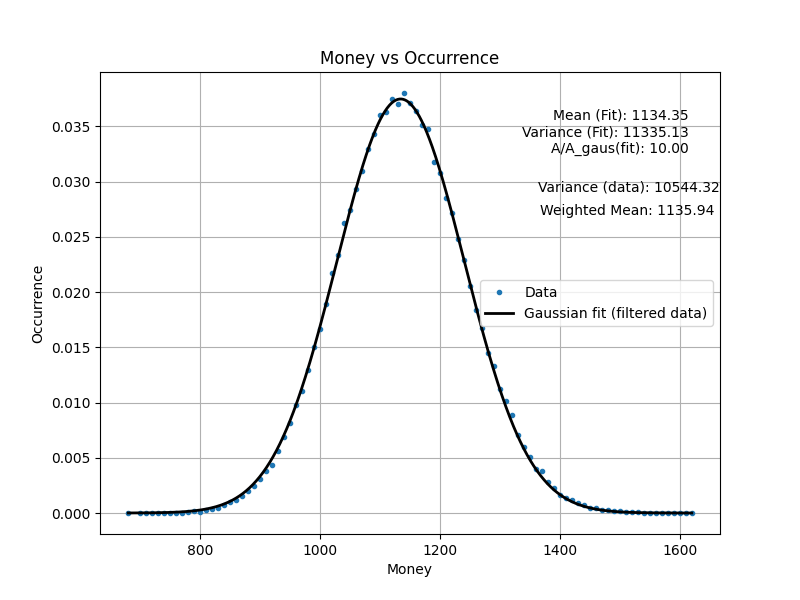 Money vs Occurrence
Mean (Fit): 1134.35
Variance (Fit): 11335.13
A/A_gaus(fit): 10.00
Variance (data): 10544.32
Weighted Mean: 1135.94
Data
Gaussian fit (filtered data)
Occurrence
0.035
0.030
0.025
0.020
0.015
0.010
0.005
0.000
800 1000 1200 1400 1600
Money